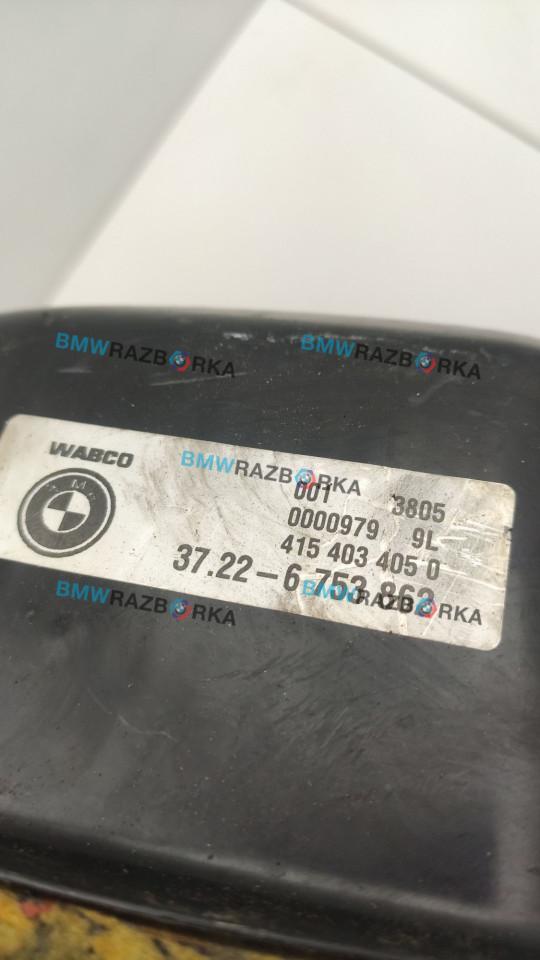 BMWRAZBORKA
BMWRAZBORKA
WABCO
BMW
BMWRAZBORKA
001 3805
0000979 9L
415 403 405 0
37.22-6 753 862
BMWRAZBORKA
BMWRAZBORKA